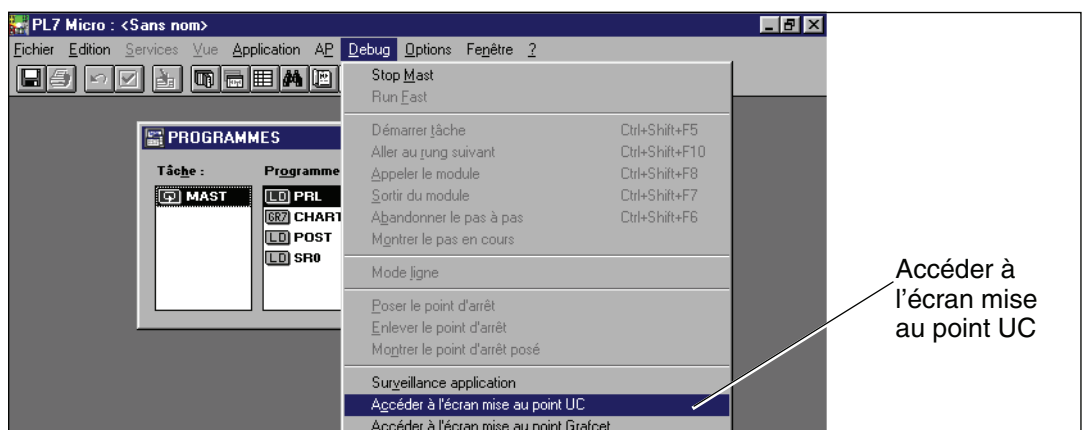 PL7 Micro : <Sans nom>
Fichier Edition Services Vue Application AP Debug Options Fenêtre ?
Stop Mast
Run Fast
Démarrer tâche Ctrl+Shift+F5
Aller au rung suivant Ctrl+Shift+F10
Appeler le module Ctrl+Shift+F8
Sortir du module Ctrl+Shift+F7
Abandonner le pas à pas Ctrl+Shift+F6
Montrer le pas en cours
Mode ligne
Poser le point d'arrêt
Enlever le point d'arrêt
Montrer le point d'arrêt posé
Surveillance application
Accéder à l'écran mise au point UC
Accéder à l'écran mise au point Grafcet
PROGRAMMES
Tâche : Programme
MAST
LD PRL
GR7 CHART
LD POST
LD SR0
Accéder à
l'écran mise
au point UC